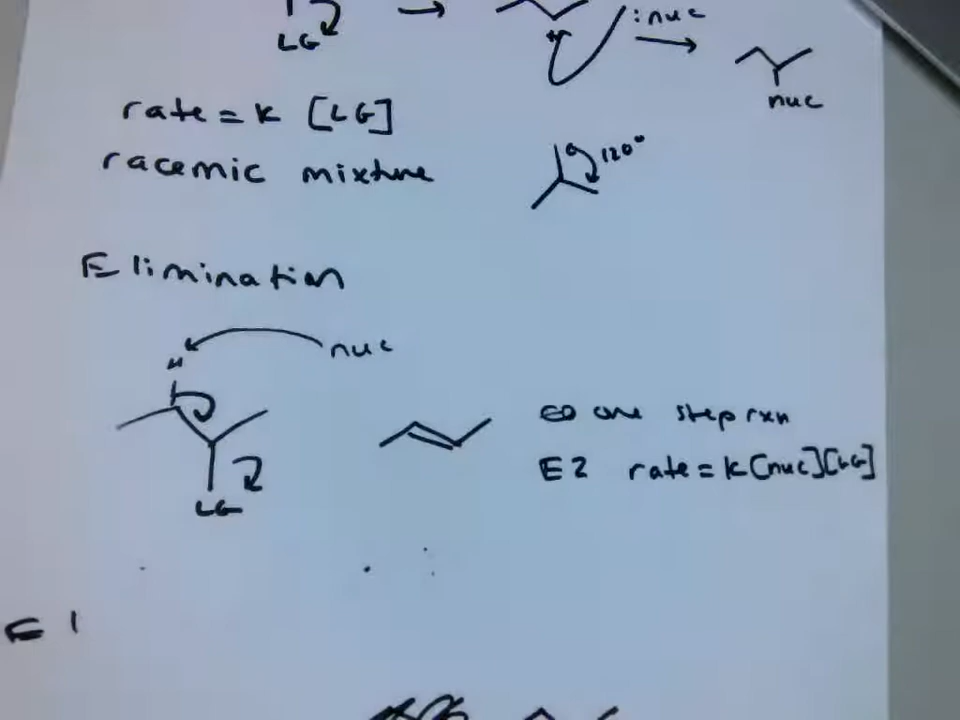 LG
:nuc
nuc
rate = k [LG]
racemic mixture
120°
Elimination
nuc
H
one step rxn
E2 rate = k[nuc][LG]
LG
E1